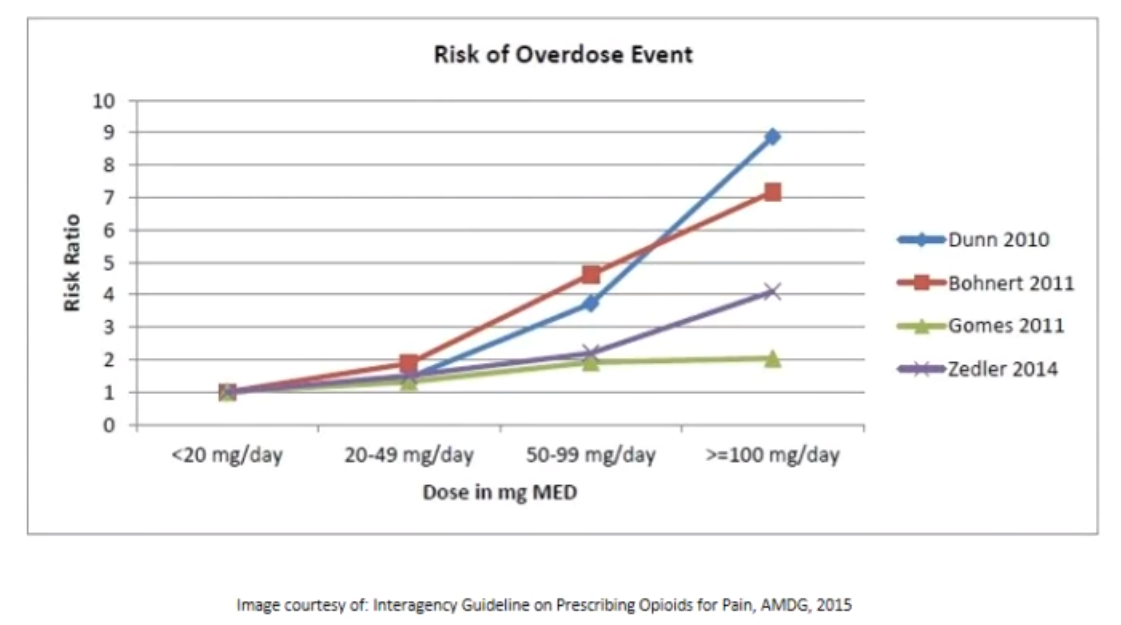 Risk of Overdose Event
10
9
8
7
6
5
4
3
2
1
0
Risk Ratio
<20 mg/day 20-49 mg/day 50-99 mg/day >=100 mg/day
Dose in mg MED
Dunn 2010
Bohnert 2011
Gomes 2011
Zedler 2014
Image courtesy of: Interagency Guideline on Prescribing Opioids for Pain, AMDG, 2015